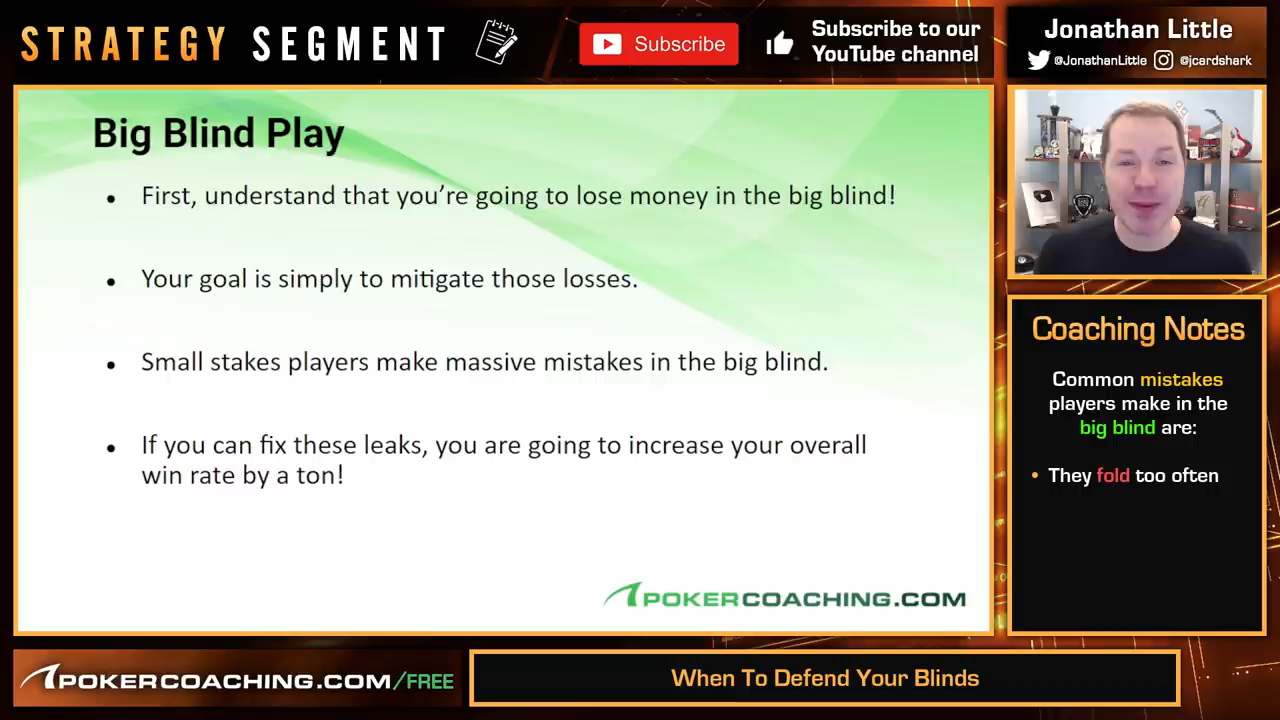 STRATEGY SEGMENT
Subscribe
Subscribe to our
YouTube channel
Jonathan Little
@JonathanLittle
@jcardshark
Big Blind Play
• First, understand that you're going to lose money in the big blind!
• Your goal is simply to mitigate those losses.
• Small stakes players make massive mistakes in the big blind.
• If you can fix these leaks, you are going to increase your overall
win rate by a ton!
POKERCOACHING.COM
Coaching Notes
Common mistakes
players make in the
big blind are:
• They fold too often
POKERCOACHING.COM/FREE
When To Defend Your Blinds